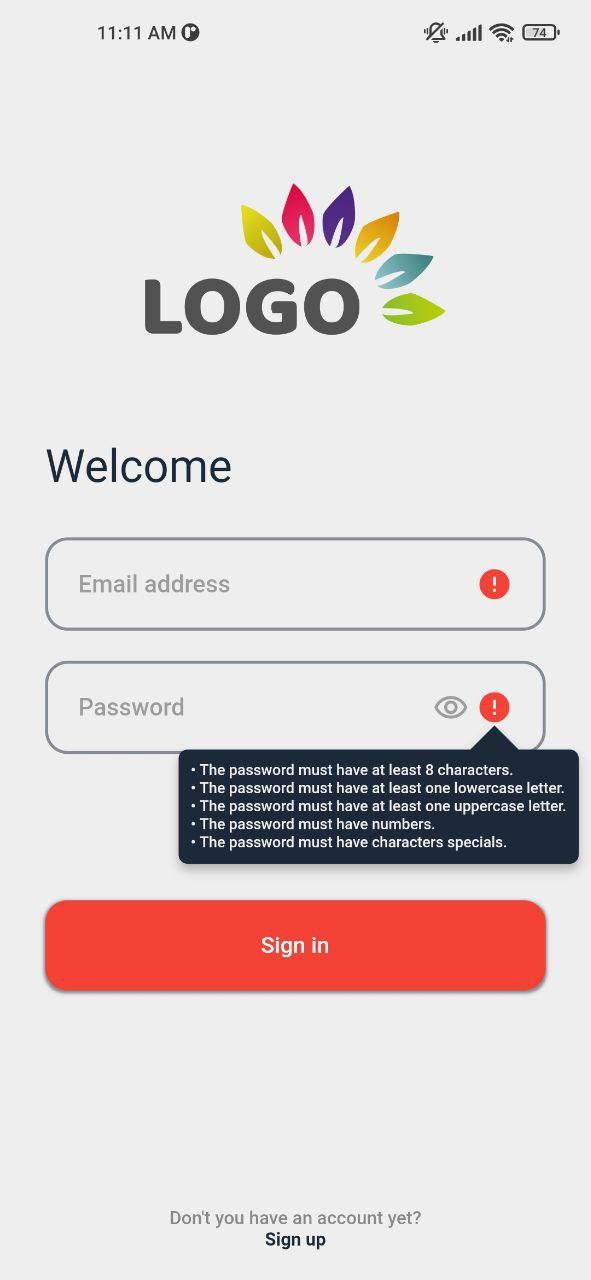 11:11 AM
74
LOGO
Welcome
Email address
Password
• The password must have at least 8 characters.
• The password must have at least one lowercase letter.
• The password must have at least one uppercase letter.
• The password must have numbers.
• The password must have characters specials.
Sign in
Don't you have an account yet?
Sign up